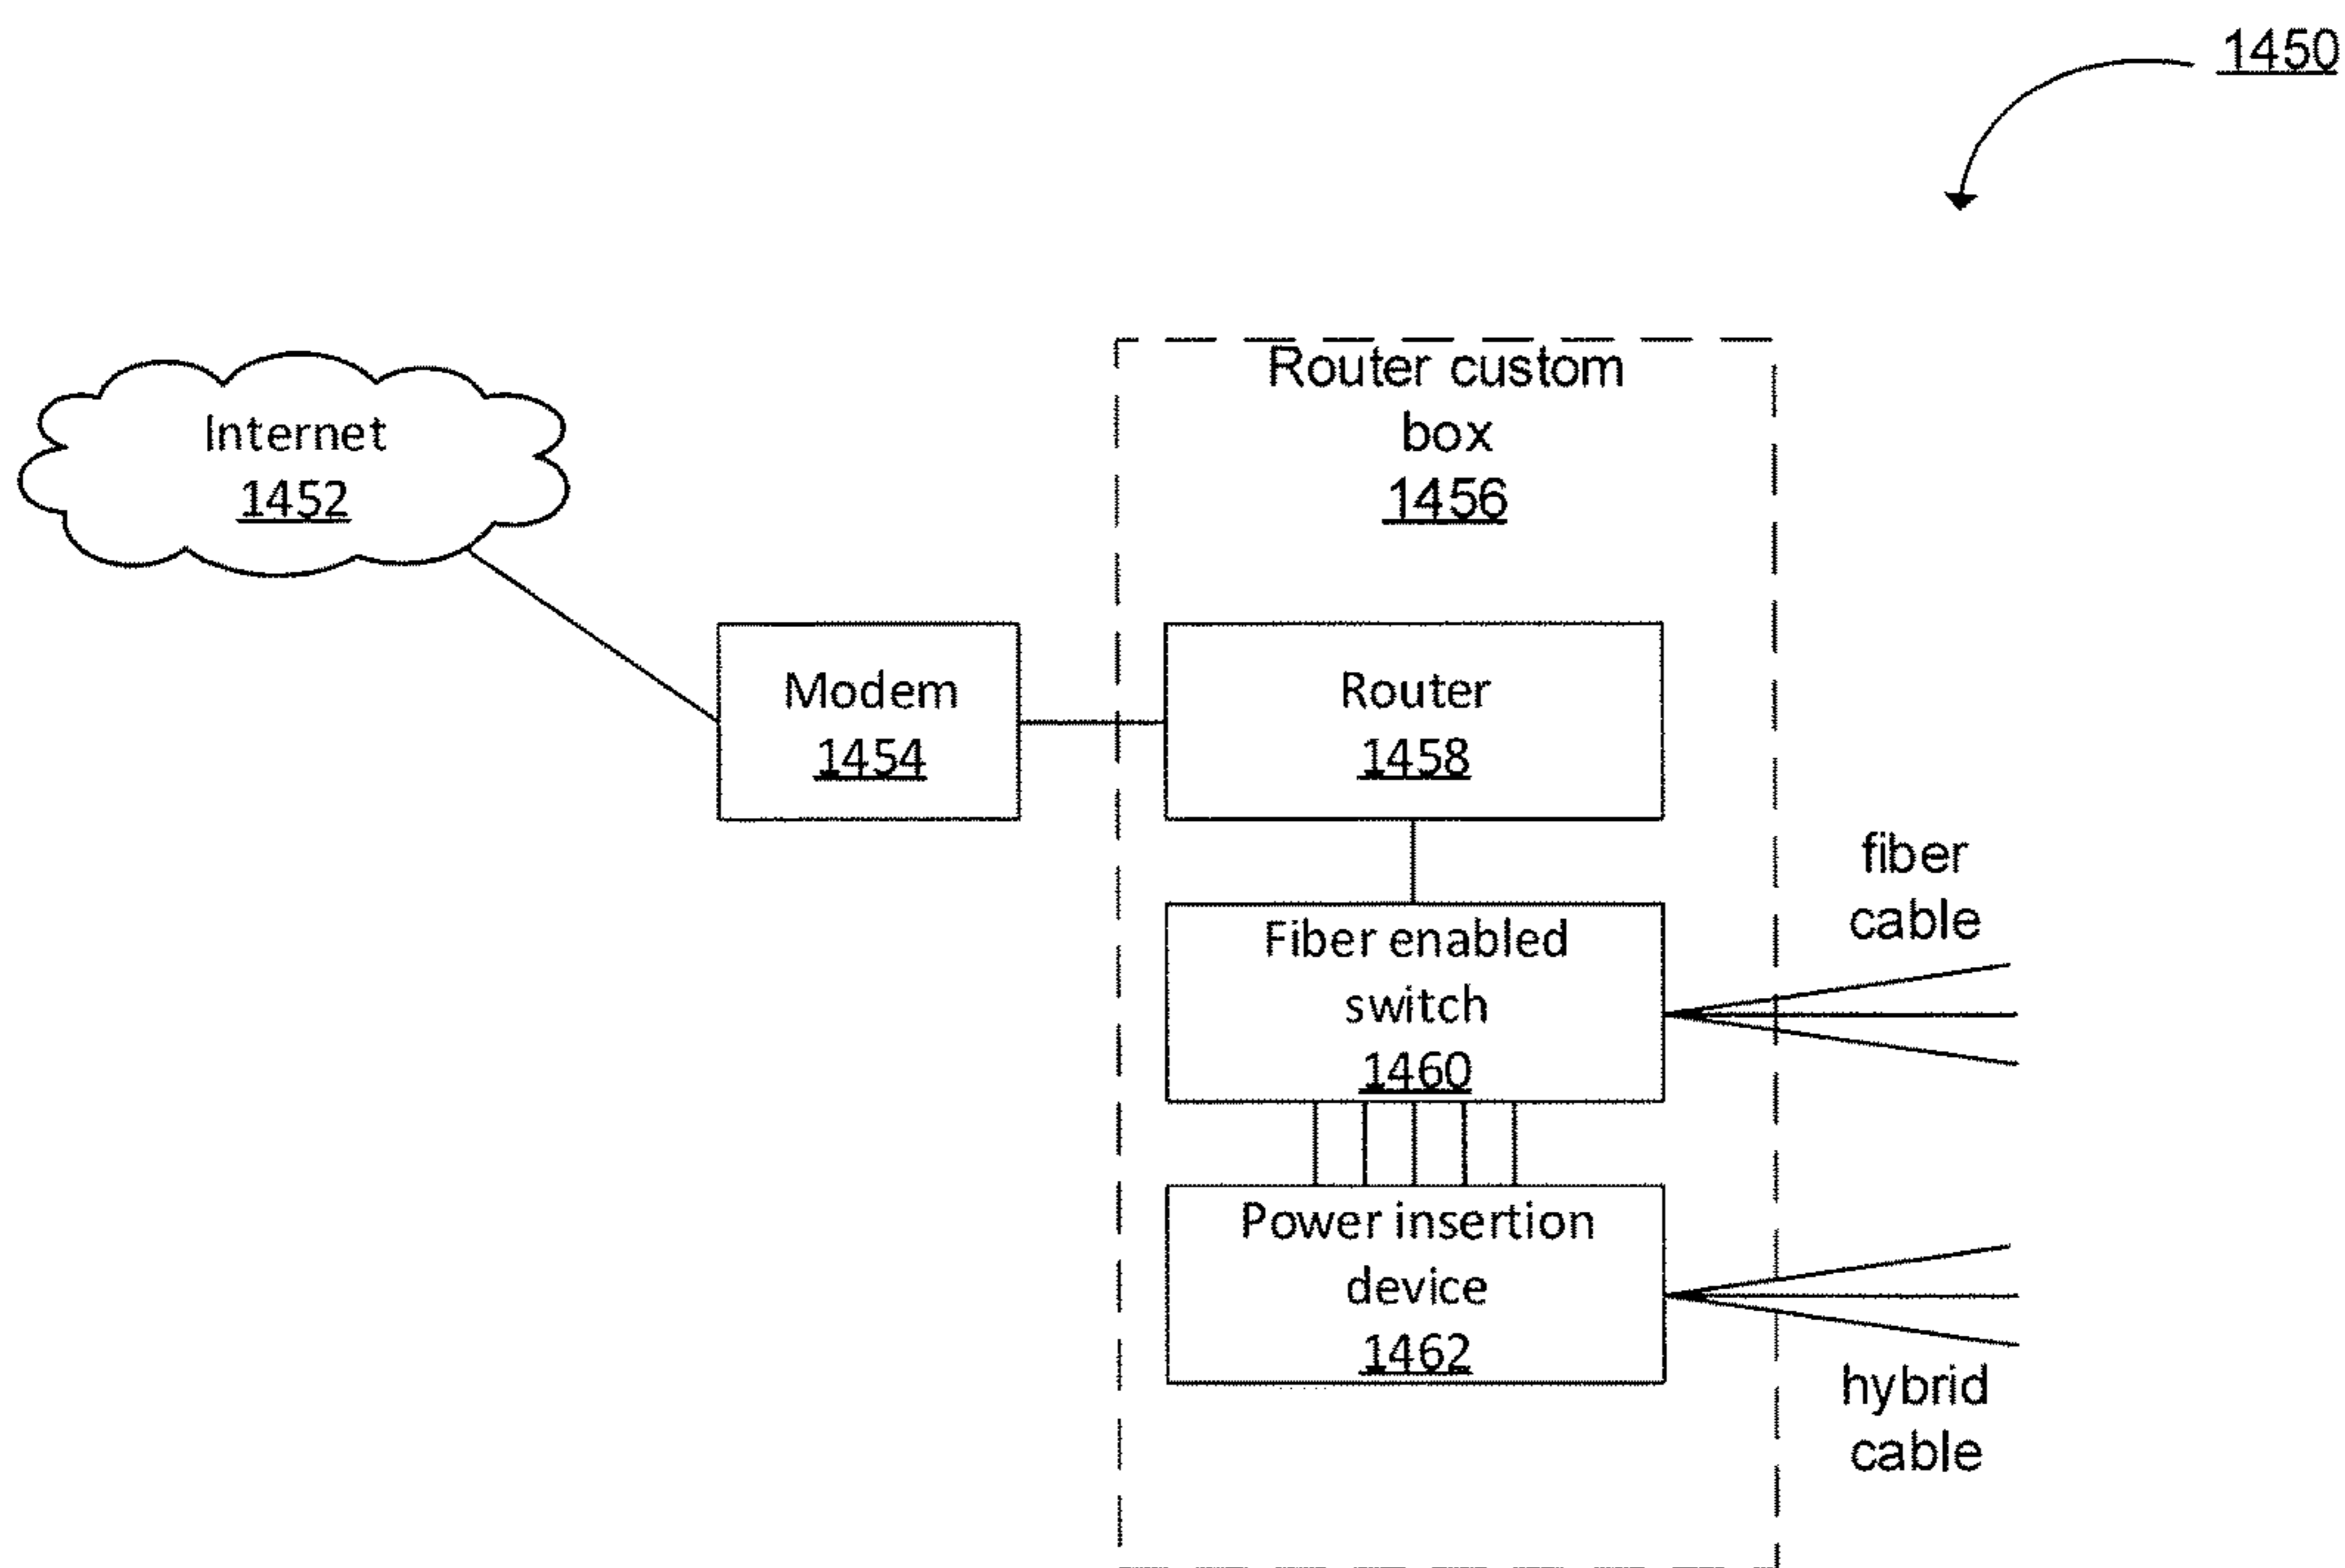 1450
Internet
1452
Router custom
box
1456
Modem
1454
Router
1458
fiber
cable
Fiber enabled
switch
1460
Power insertion
device
1462
hybrid
cable